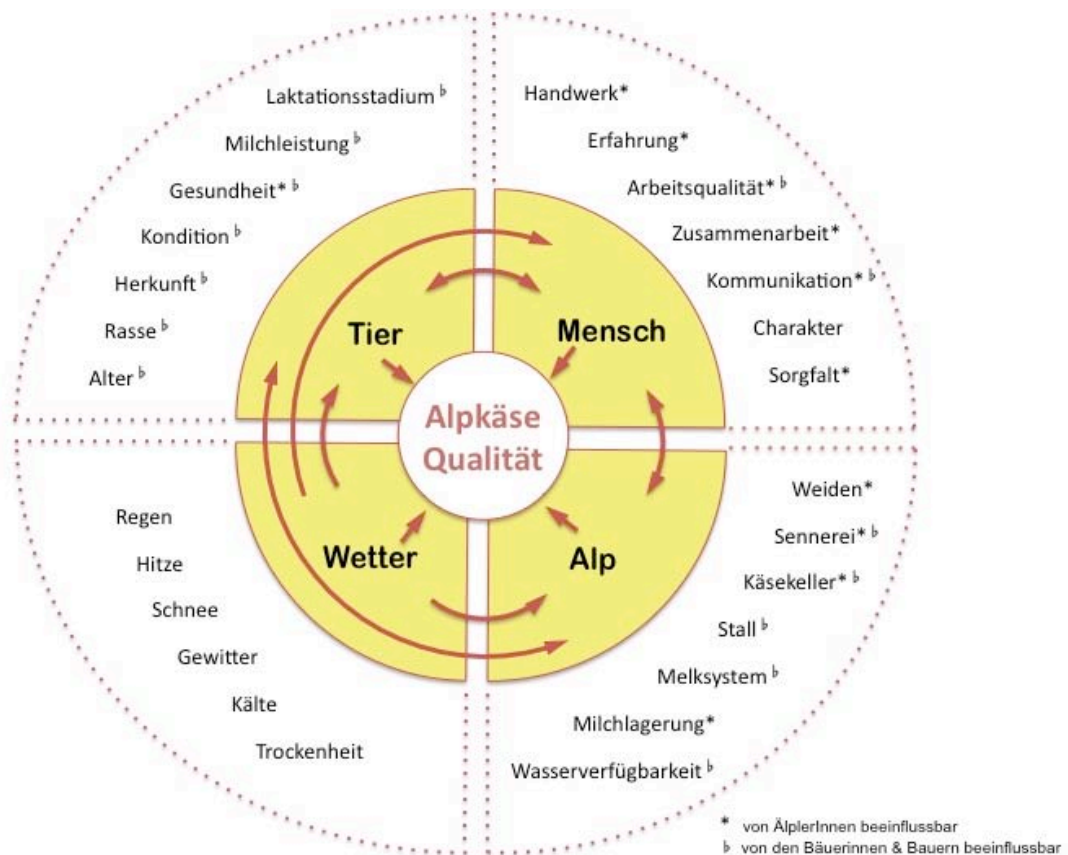 Laktationsstadium ♭
Milchleistung ♭
Gesundheit* ♭
Kondition ♭
Herkunft ♭
Rasse ♭
Alter ♭
Handwerk*
Erfahrung*
Arbeitsqualität* ♭
Zusammenarbeit*
Kommunikation* ♭
Charakter
Sorgfalt*
Tier
Mensch
Alpkäse
Qualität
Wetter
Alp
Regen
Hitze
Schnee
Gewitter
Kälte
Trockenheit
Weiden*
Sennerei* ♭
Käsekeller* ♭
Stall ♭
Melksystem ♭
Milchlagerung*
Wasserverfügbarkeit ♭
* von ÄlplerInnen beeinflussbar
♭ von den Bäuerinnen & Bauern beeinflussbar